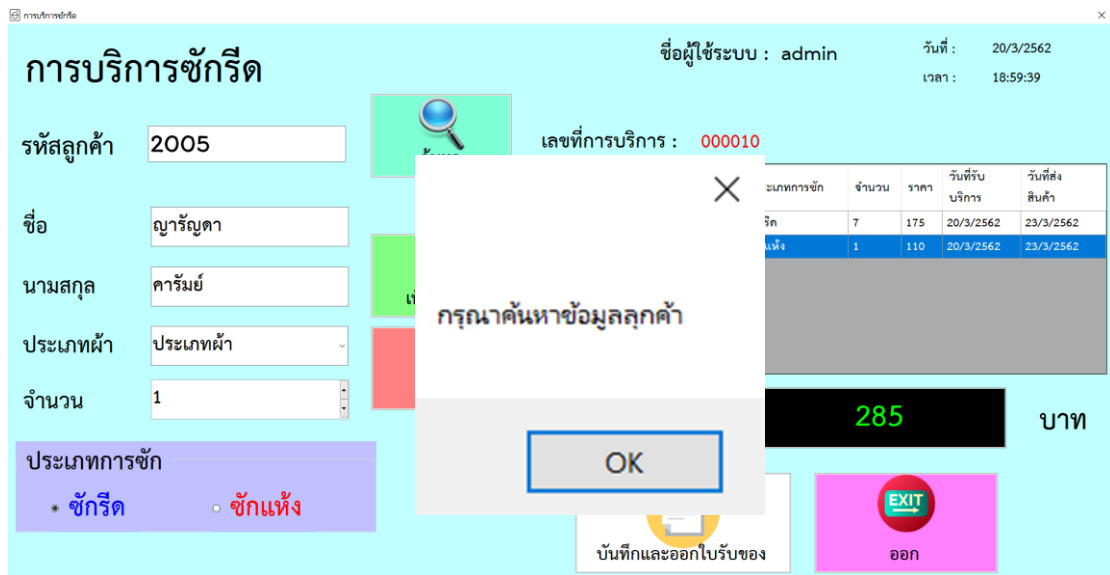 การบริการซักรีด
การบริการซักรีด
ชื่อผู้ใช้ระบบ : admin
วันที่ : 20/3/2562
เวลา : 18:59:39
รหัสลูกค้า 2005
เลขที่การบริการ : 000010
ชื่อ ญารัญดา
นามสกุล คารัมย์
ประเภทผ้า ประเภทผ้า
จำนวน 1
ประเภทการซัก
ซักรีด ซักแห้ง
กรุณาค้นหาข้อมูลลุกค้า
OK
จำนวน ราคา วันที่รับ วันที่ส่ง
บริการ สินค้า
7 175 20/3/2562 23/3/2562
1 110 20/3/2562 23/3/2562
285 บาท
บันทึกและออกใบรับของ
EXIT
ออก